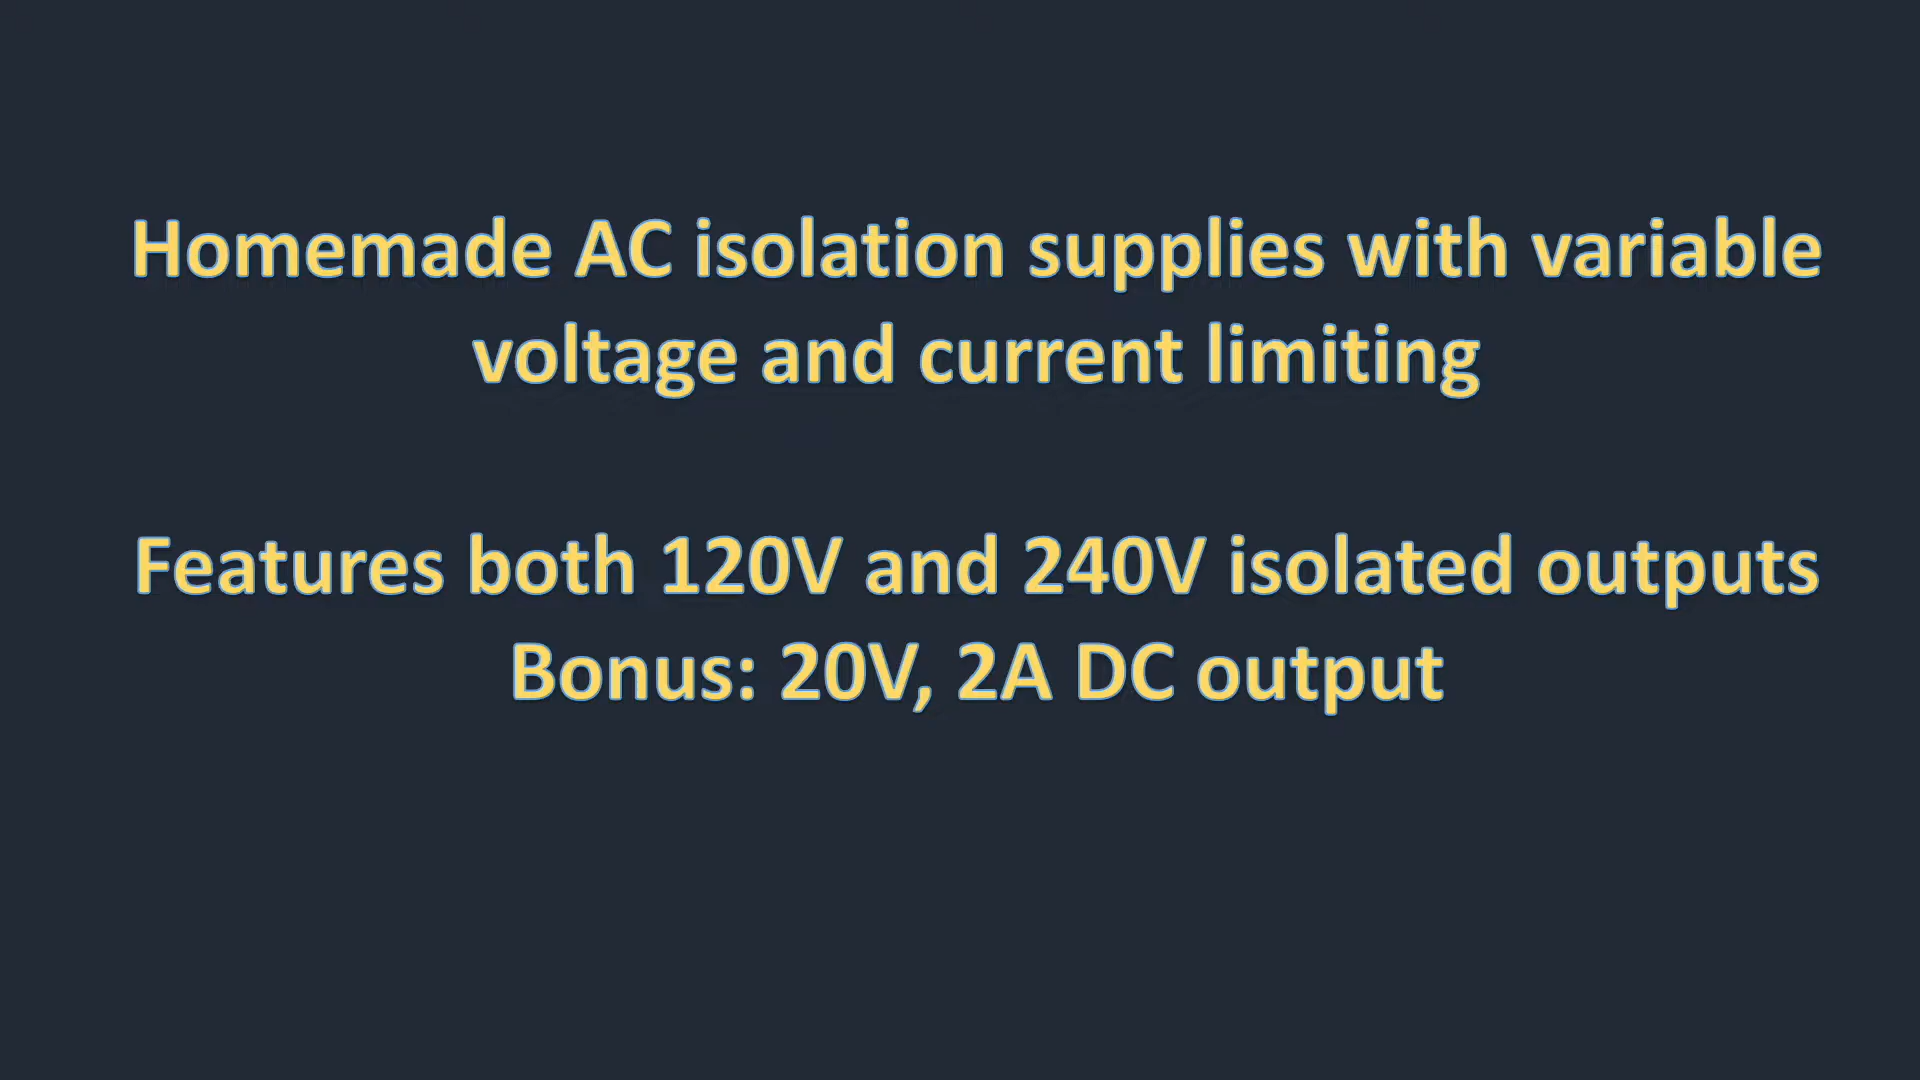 Homemade AC isolation supplies with variable
voltage and current limiting
Features both 120V and 240V isolated outputs
Bonus: 20V, 2A DC output